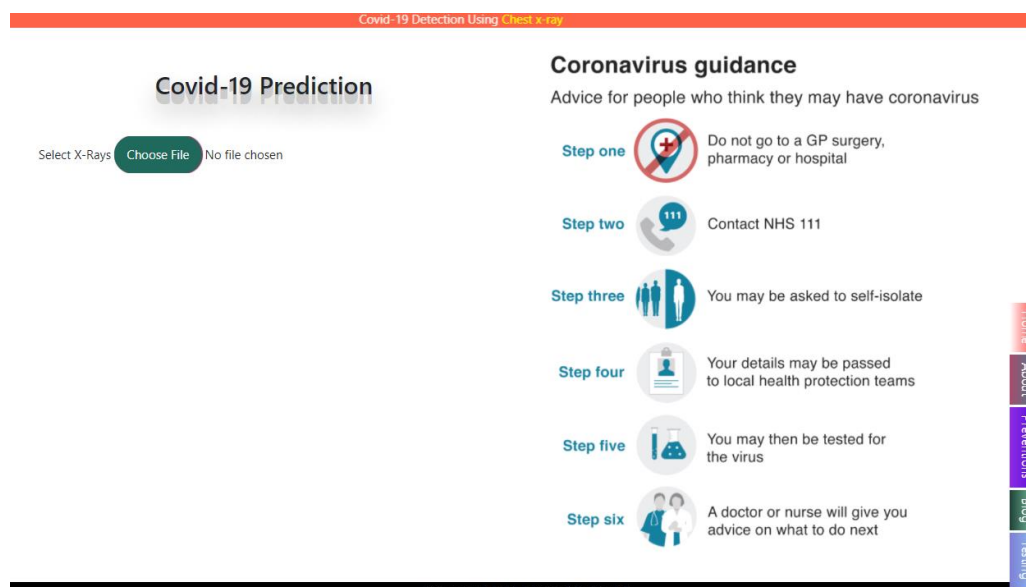 Covid-19 Detection Using Chest x-ray
Covid-19 Prediction
Select X-Rays Choose File No file chosen
Coronavirus guidance
Advice for people who think they may have coronavirus
Step one
Do not go to a GP surgery,
pharmacy or hospital
Step two
111
Contact NHS 111
Step three
You may be asked to self-isolate
Step four
Your details may be passed
to local health protection teams
Step five
You may then be tested for
the virus
Step six
A doctor or nurse will give you
advice on what to do next
Home
About
Preventions
Blog
Testing